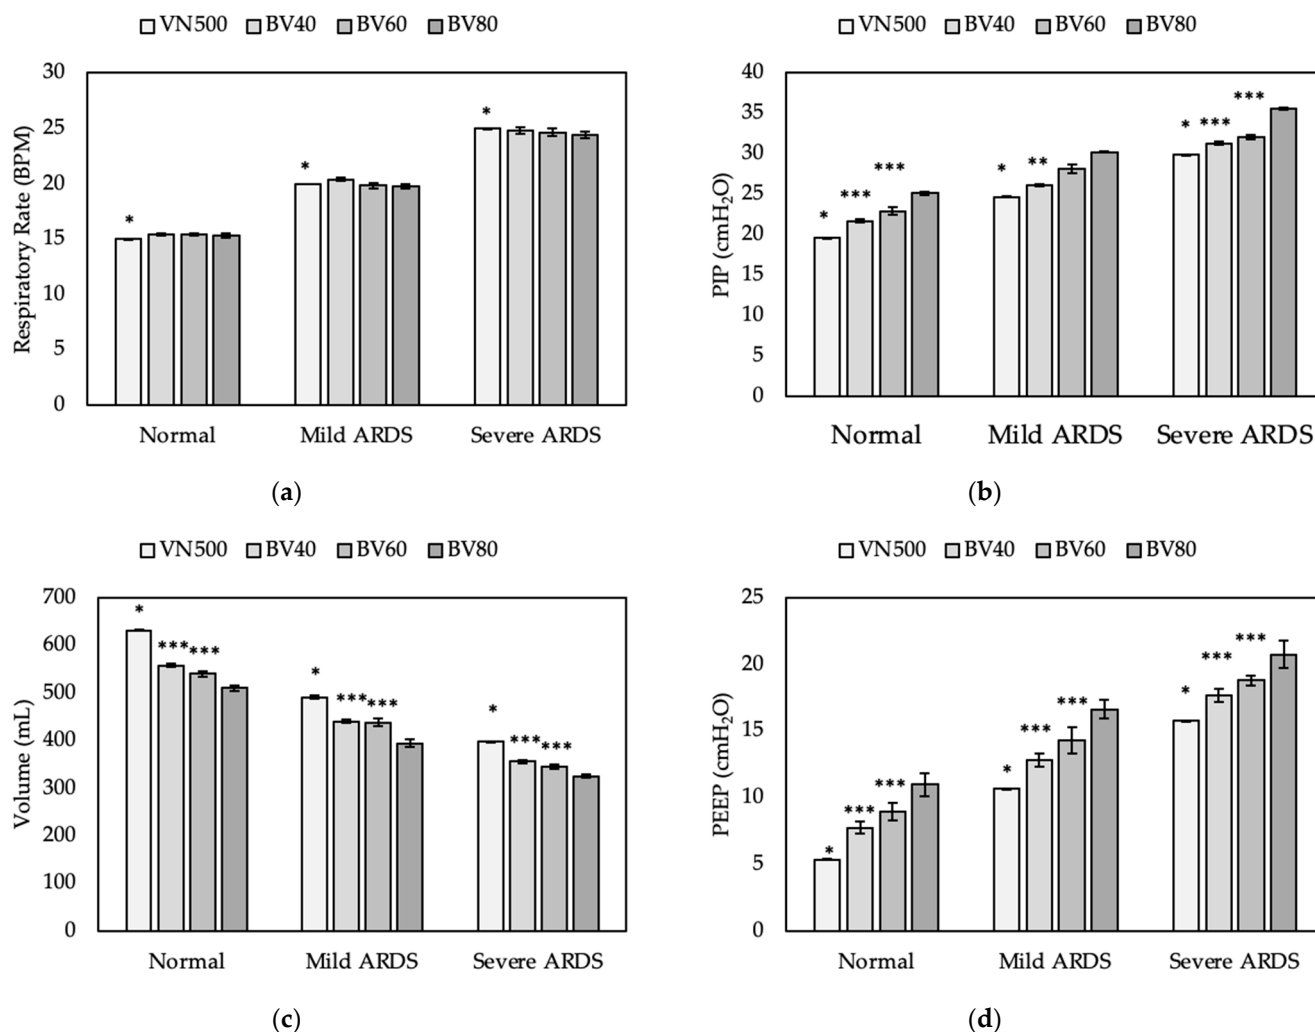 VN500 BV40 BV60 BV80
Respiratory Rate (BPM)
30
25
20
15
10
5
0
*
*
*
Normal Mild ARDS Severe ARDS
(a)
VN500 BV40 BV60 BV80
PIP (cmH₂O)
40
35
30
25
20
15
10
5
0
* *** ***
* **
* *** ***
Normal Mild ARDS Severe ARDS
(b)
VN500 BV40 BV60 BV80
Volume (mL)
700
600
500
400
300
200
100
0
* *** ***
* *** ***
* *** ***
Normal Mild ARDS Severe ARDS
(c)
VN500 BV40 BV60 BV80
PEEP (cmH₂O)
25
20
15
10
5
0
* *** ***
* *** ***
* *** ***
Normal Mild ARDS Severe ARDS
(d)